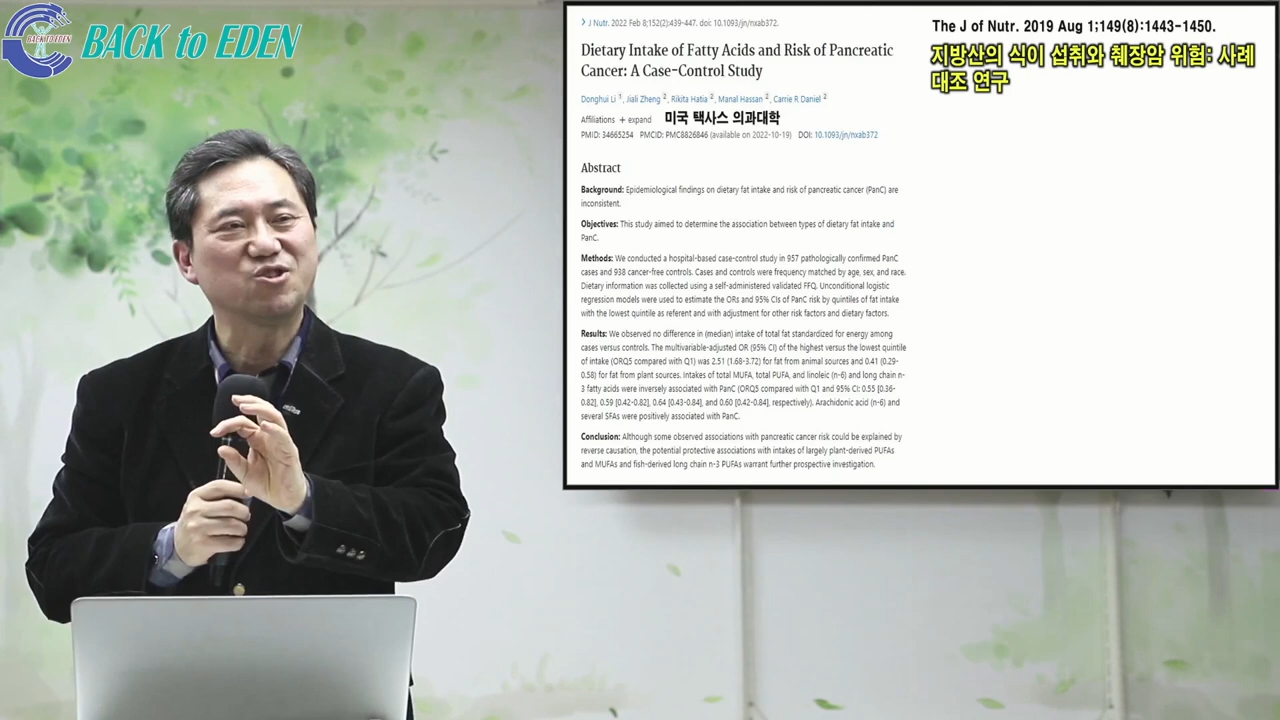 BACK to EDEN
BACK TO EDEN
J Nutr. 2022 Feb 8;152(2):439-447. doi: 10.1093/jn/nxab372.
Dietary Intake of Fatty Acids and Risk of Preatic
Cancer: A Case-Control Study
Donghui Li 1, Jiali Zheng 2, Rikita Hatia 2, Manal Hassan 2, Carrie R Daniel 2
Affiliations + expand 미국 택사스 의과대학
PMID: 34665254 PMCID: PMC8826846 (available on 2022-10-19) DOI: 10.1093/jn/nxab372
Abstract
Background: Epidemiological findings on dietary fat intake and risk of pancreatic cancer (PanC) are
inconsistent.
Objectives: This study aimed to determine the association between types of dietary fat intake and
PanC.
Methods: We conducted a hospital-based case-control study in 957 pathologically confirmed PanC
cases and 938 cancer-free controls. Cases and controls were frequency matched by age, sex, and race.
Dietary information was collected using a self-administered validated FFQ. Unconditional logistic
regression models were used to estimate the ORs and 95% CIs of PanC risk by quintiles of fat intake
with the lowest quintile as referent and with adjustment for other risk factors and dietary factors.
Results: We observed no difference in (median) intake of total fat standardized for energy among
cases versus controls. The multivariable-adjusted OR (95% CI) of the highest versus the lowest quintile
of intake (ORQ5 compared with Q1) was 2.51 (1.68-3.72) for fat from animal sources and 0.41 (0.29-
0.58) for fat from plant sources. Intakes of total MUFA, total PUFA, and linoleic (n-6) and long chain n-
3 fatty acids were inversely associated with PanC (ORQ5 compared with Q1 and 95% CI: 0.55 [0.36-
0.82], 0.59 [0.42-0.82], 0.64 [0.43-0.84], and 0.60 [0.42-0.84], respectively). Arachidonic acid (n-6) and
several SFAs were positively associated with PanC.
Conclusion: Although some observed associations with pancreatic cancer risk could be explained by
reverse causation, the potential protective associations with intakes of largely plant-derived PUFAs
and MUFAs and fish-derived long chain n-3 PUFAs warrant further prospective investigation.
The J of Nutr. 2019 Aug 1;149(8):1443-1450.
지방산의 식이 섭취와 췌장암 위험: 사례
대조 연구